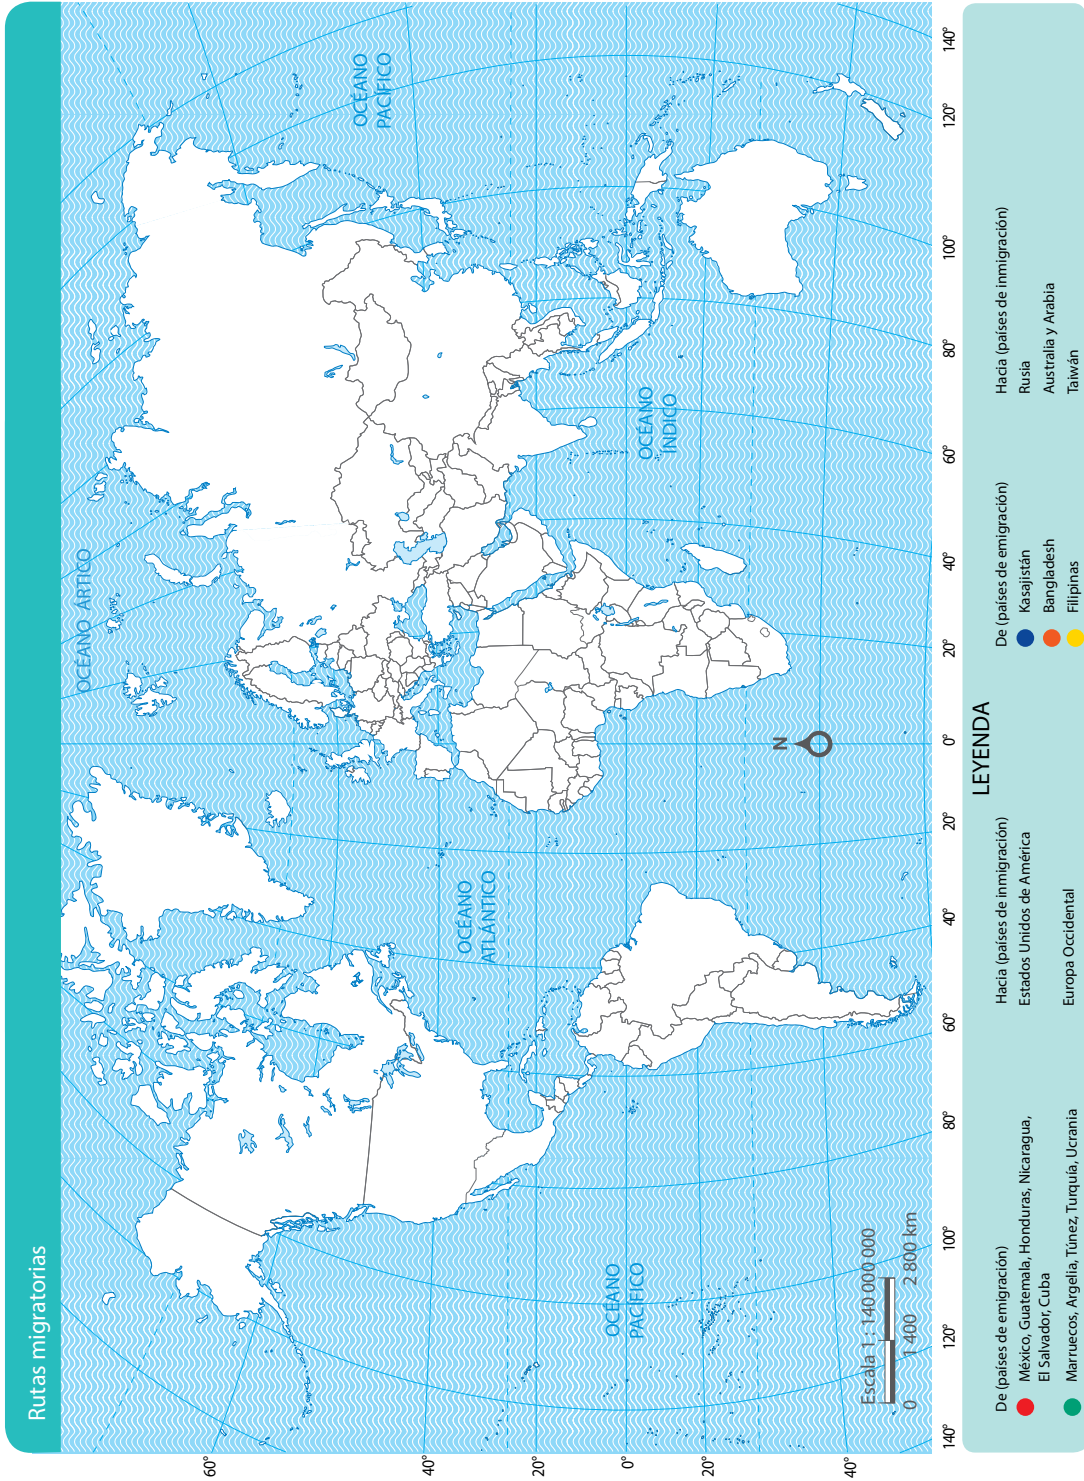 Rutas migratorias
OCÉANO ÁRTICO
OCÉANO
PACÍFICO
OCÉANO
ATLÁNTICO
OCÉANO
ÍNDICO
OCÉANO
PACÍFICO
60°
40°
20°
0°
20°
40°
Escala 1 : 140 000 000
0 1 400 2 800 km
N
140° 120° 100° 80° 60° 40° 20° 0° 20° 40° 60° 80° 100° 120° 140°
LEYENDA
De (países de emigración)
México, Guatemala, Honduras, Nicaragua,
El Salvador, Cuba
Marruecos, Argelia, Túnez, Turquía, Ucrania
Hacia (países de inmigración)
Estados Unidos de América
Europa Occidental
De (países de emigración)
Kasajistán
Bangladesh
Filipinas
Hacia (países de inmigración)
Rusia
Australia y Arabia
Taiwán